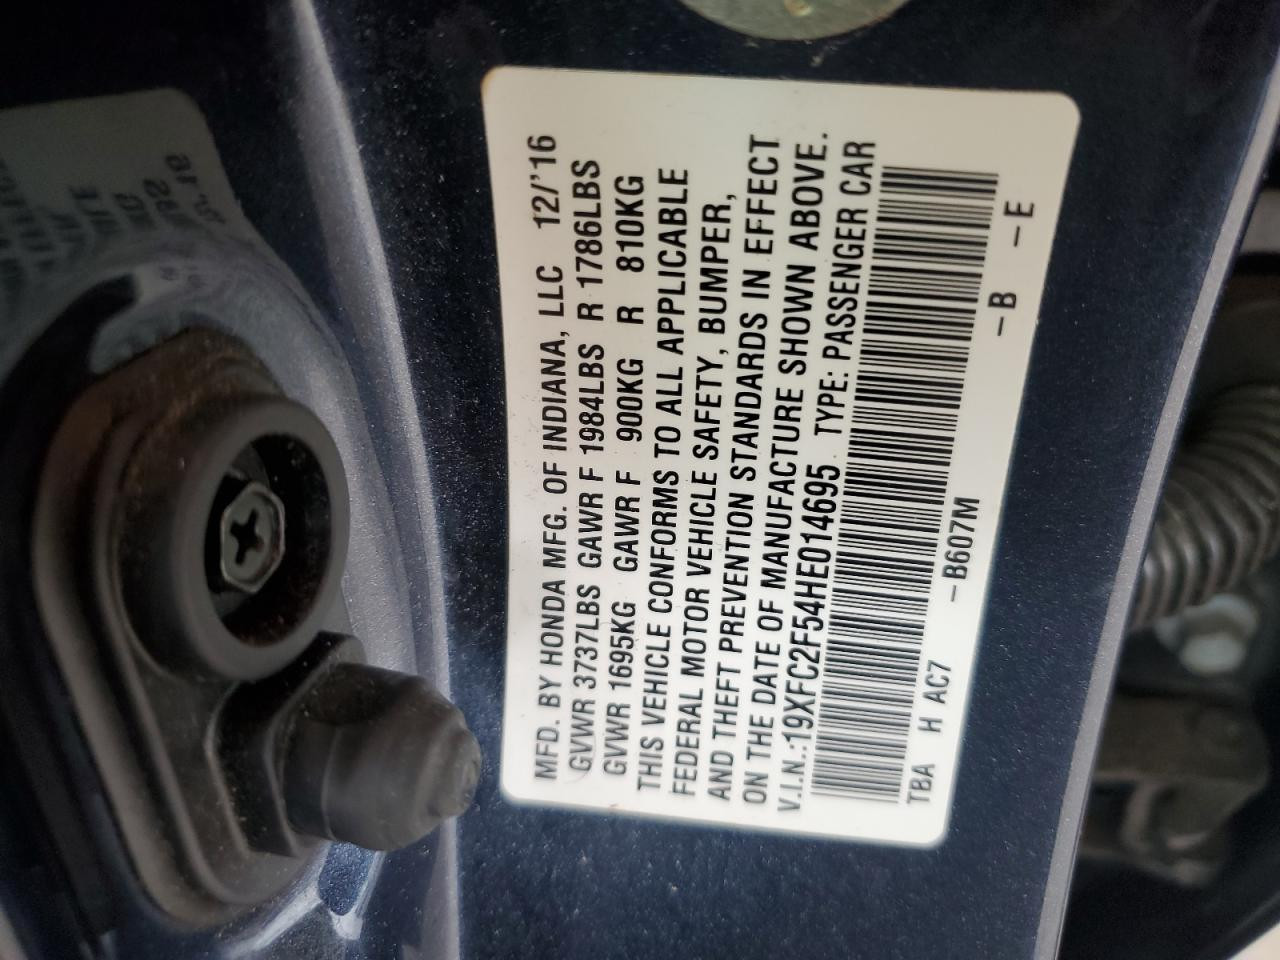 MFD. BY HONDA MFG. OF INDIANA, LLC 12/'16
GVWR 3737LBS GAWR F 1984LBS R 1786LBS
GVWR 1695KG GAWR F 900KG R 810KG
THIS VEHICLE CONFORMS TO ALL APPLICABLE
FEDERAL MOTOR VEHICLE SAFETY, BUMPER,
AND THEFT PREVENTION STANDARDS IN EFFECT
ON THE DATE OF MANUFACTURE SHOWN ABOVE.
V.I.N.:19XFC2F54HE014695 TYPE: PASSENGER CAR
TBA H AC7 -B607M -B -E